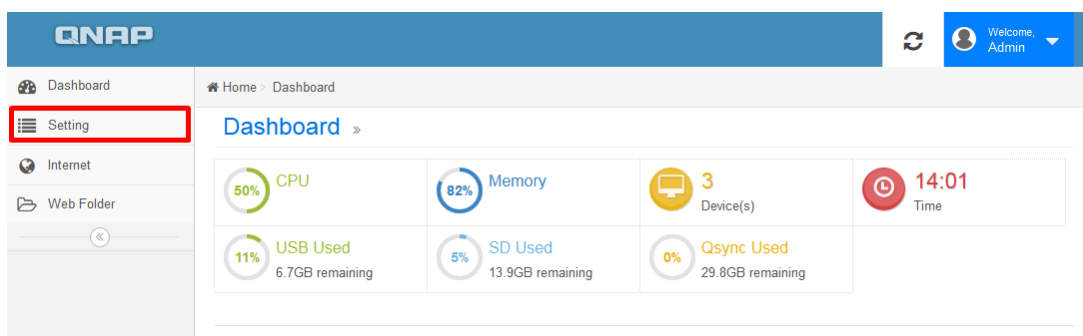 QNAP
Welcome,
Admin
Dashboard
Home > Dashboard
Setting
Dashboard »
Internet
Web Folder
50% CPU
82% Memory
3
Device(s)
14:01
Time
11% USB Used
6.7GB remaining
5% SD Used
13.9GB remaining
0% Qsync Used
29.8GB remaining